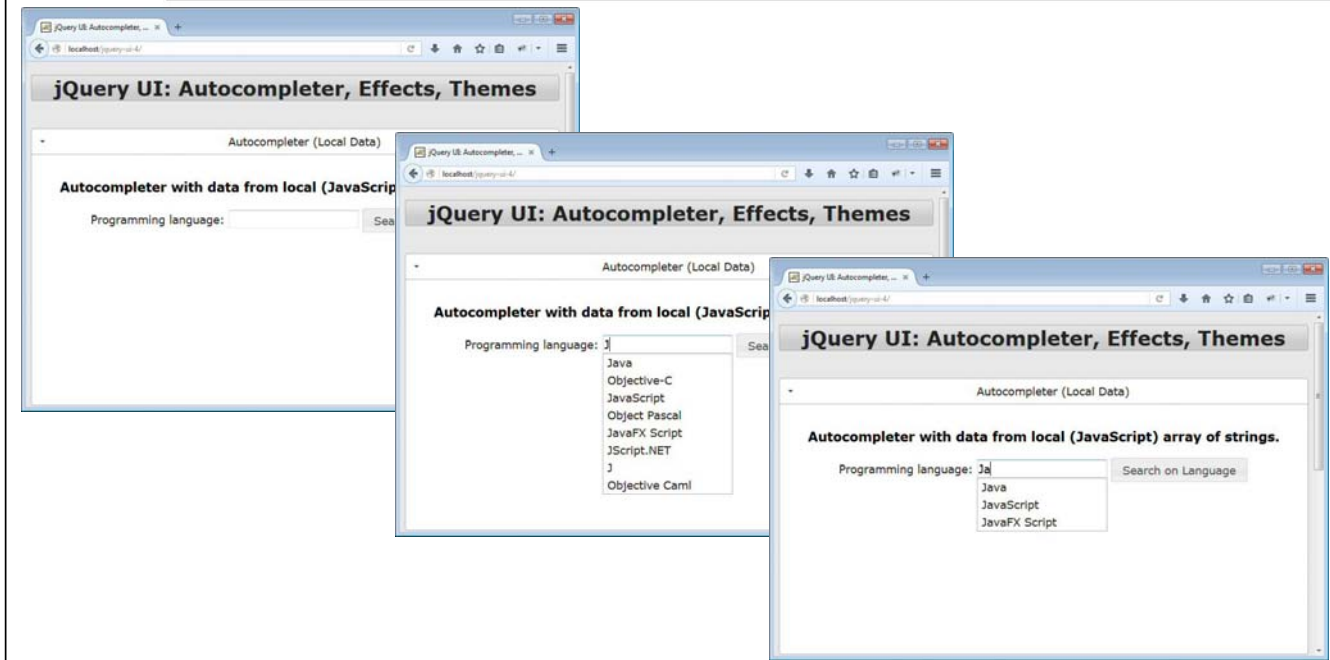 jQuery UI: Autocompleter, ... × +
localhost/jquery-ui-4/
jQuery UI: Autocompleter, Effects, Themes
Autocompleter (Local Data)
Autocompleter with data from local (JavaScrip
Programming language: Sea
jQuery UI: Autocompleter, ... × +
localhost/jquery-ui-4/
jQuery UI: Autocompleter, Effects, Themes
Autocompleter (Local Data)
Autocompleter with data from local (JavaScrip
Programming language: J Sea
Java
Objective-C
JavaScript
Object Pascal
JavaFX Script
JScript.NET
J
Objective Caml
jQuery UI: Autocompleter, ... × +
localhost/jquery-ui-4/
jQuery UI: Autocompleter, Effects, Themes
Autocompleter (Local Data)
Autocompleter with data from local (JavaScript) array of strings.
Programming language: Ja Search on Language
Java
JavaScript
JavaFX Script